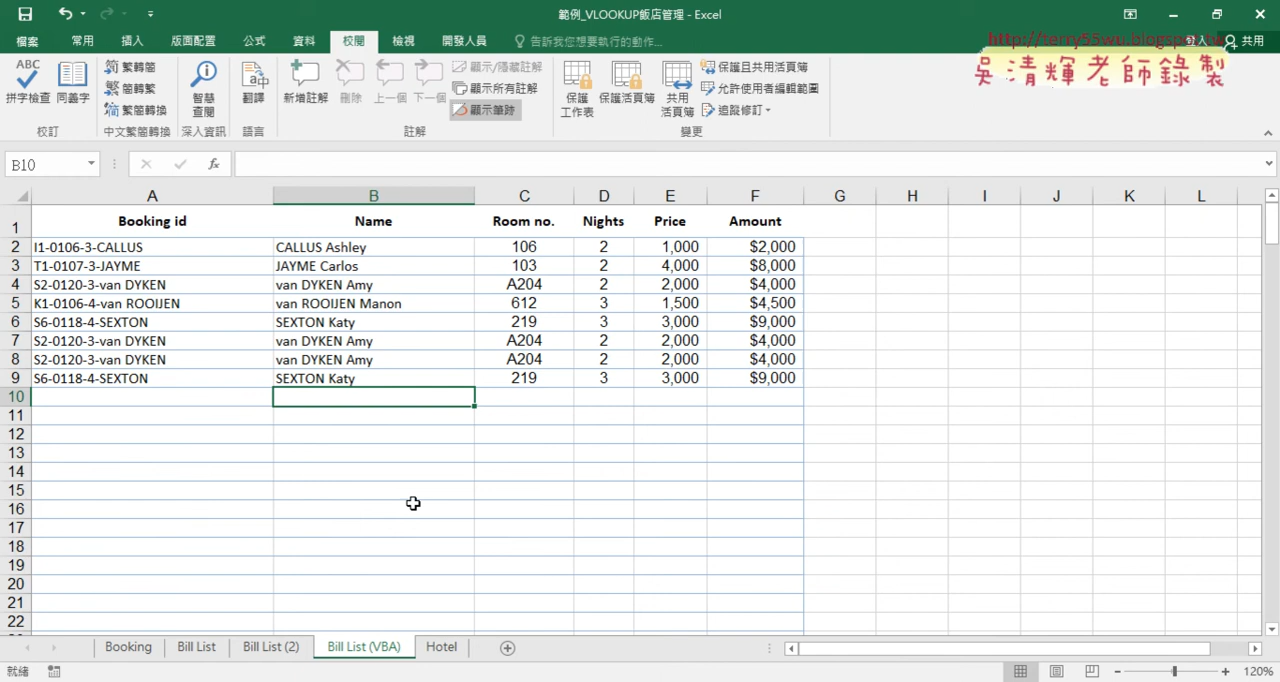 範例_VLOOKUP飯店管理 - Excel
檔案 常用 插入 版面配置 公式 資料 校閱 檢視 開發人員 告訴我您想要執行的動作... 登入 共用
http://terry55wu.blogspot.tw
吳清輝老師錄製
拼字檢查 同義字 繁轉簡 簡轉繁 繁簡轉換 智慧查閱 翻譯 新增註解 刪除 上一個 下一個 顯示/隱藏註解 顯示所有註解 顯示筆跡 保護工作表 保護活頁簿 共用活頁簿 保護且共用活頁簿 允許使用者編輯範圍 追蹤修訂
校訂 中文繁簡轉換 深入資訊 語言 註解 變更
B10 fx
A B C D E F G H I J K L
1 Booking id Name Room no. Nights Price Amount
2 I1-0106-3-CALLUS CALLUS Ashley 106 2 1,000 $2,000
3 T1-0107-3-JAYME JAYME Carlos 103 2 4,000 $8,000
4 S2-0120-3-van DYKEN van DYKEN Amy A204 2 2,000 $4,000
5 K1-0106-4-van ROOIJEN van ROOIJEN Manon 612 3 1,500 $4,500
6 S6-0118-4-SEXTON SEXTON Katy 219 3 3,000 $9,000
7 S2-0120-3-van DYKEN van DYKEN Amy A204 2 2,000 $4,000
8 S2-0120-3-van DYKEN van DYKEN Amy A204 2 2,000 $4,000
9 S6-0118-4-SEXTON SEXTON Katy 219 3 3,000 $9,000
10
11
12
13
14
15
16
17
18
19
20
21
22
Booking Bill List Bill List (2) Bill List (VBA) Hotel
就緒 120%